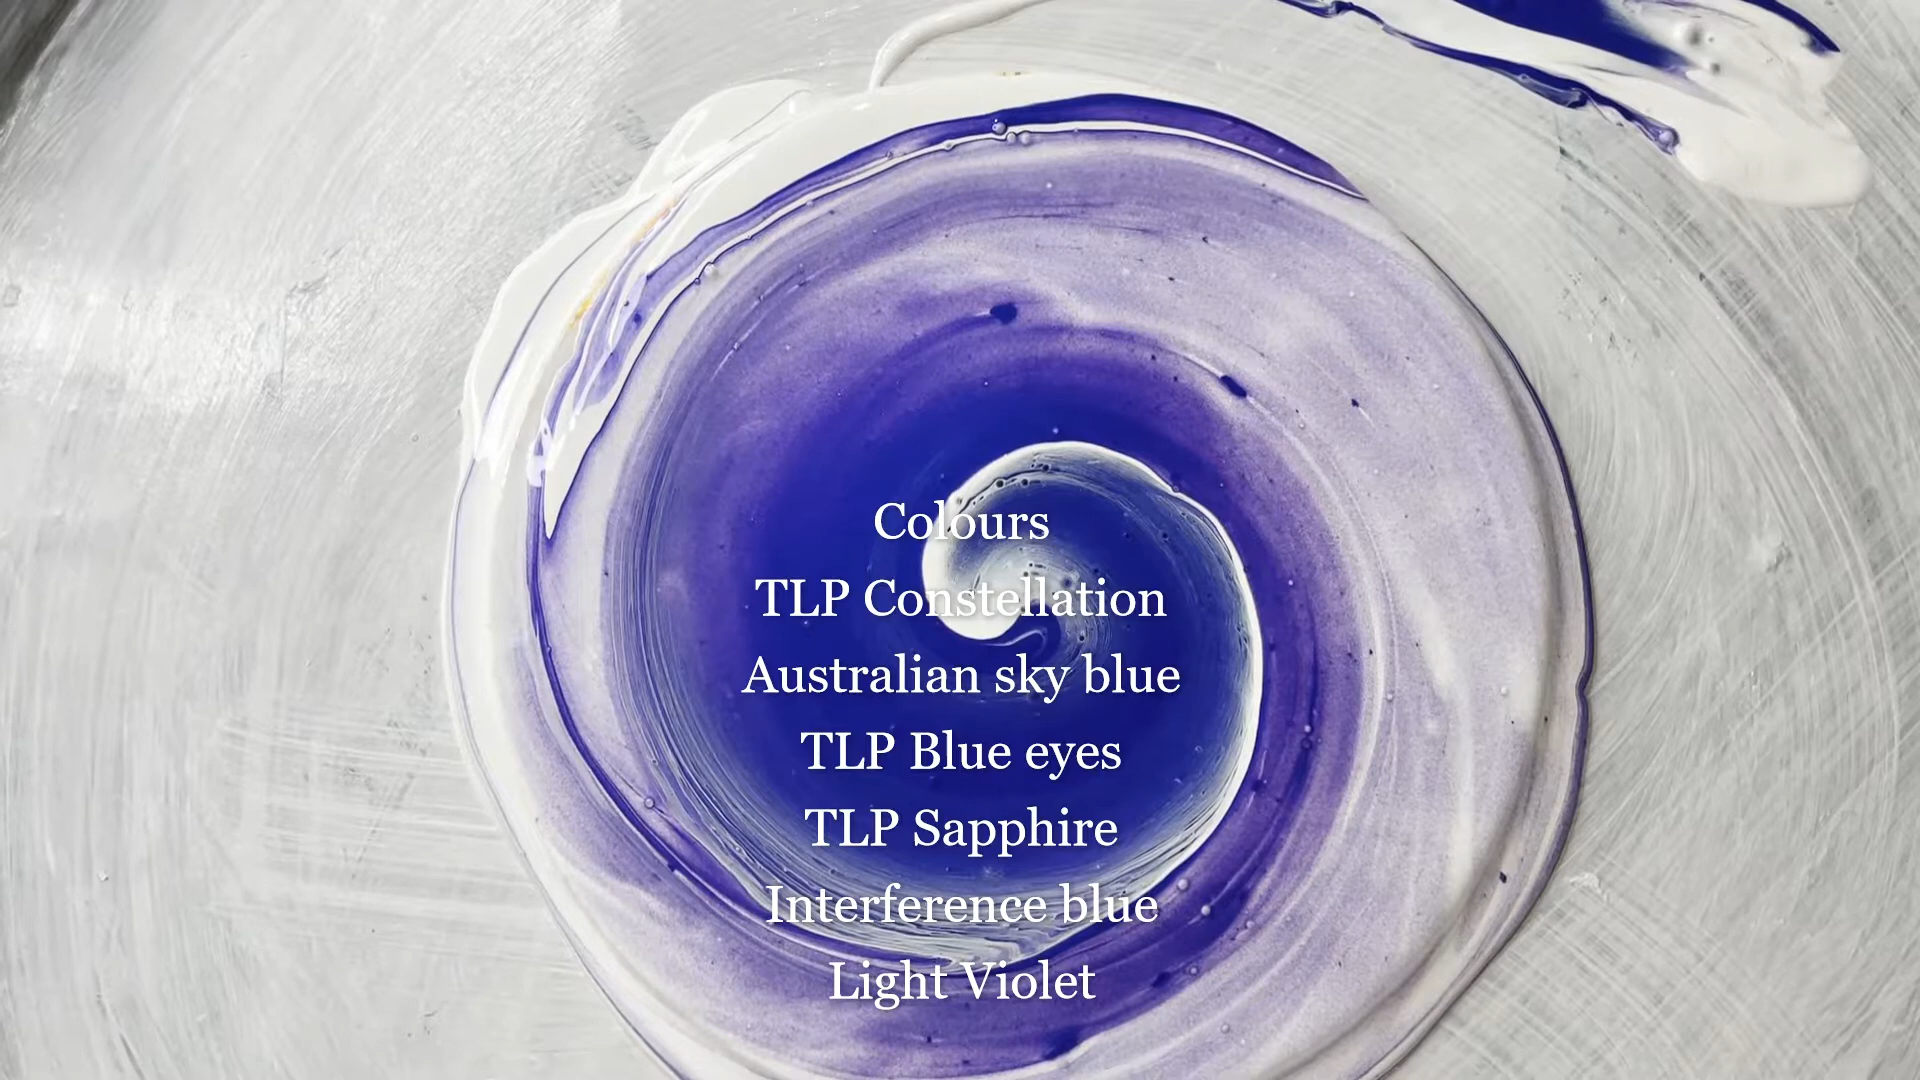 Colours
TLP Constellation
Australian sky blue
TLP Blue eyes
TLP Sapphire
Interference blue
Light Violet